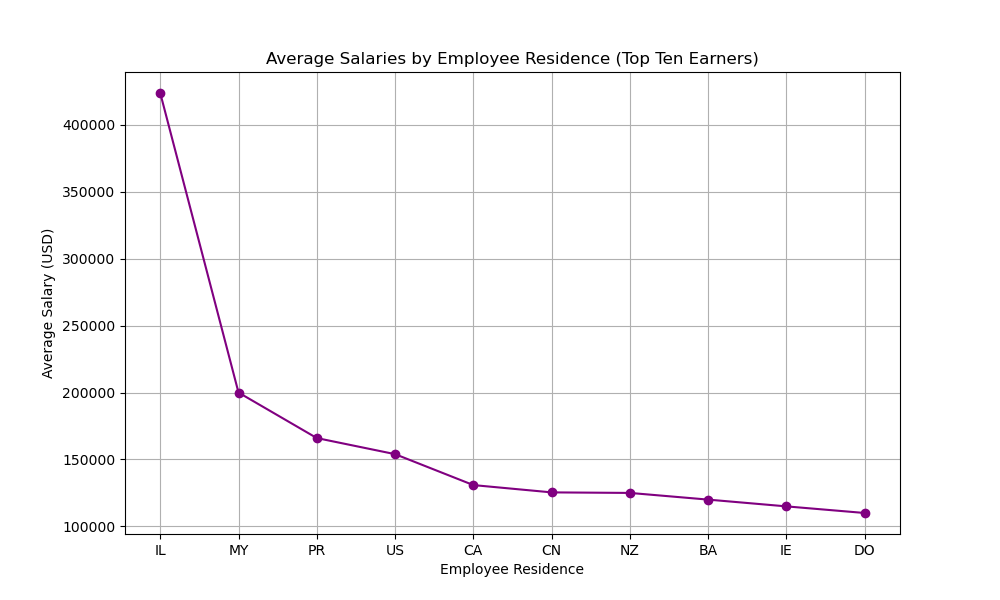 Average Salaries by Employee Residence (Top Ten Earners)
400000
350000
300000
250000
200000
150000
100000
Average Salary (USD)
IL MY PR US CA CN NZ BA IE DO
Employee Residence